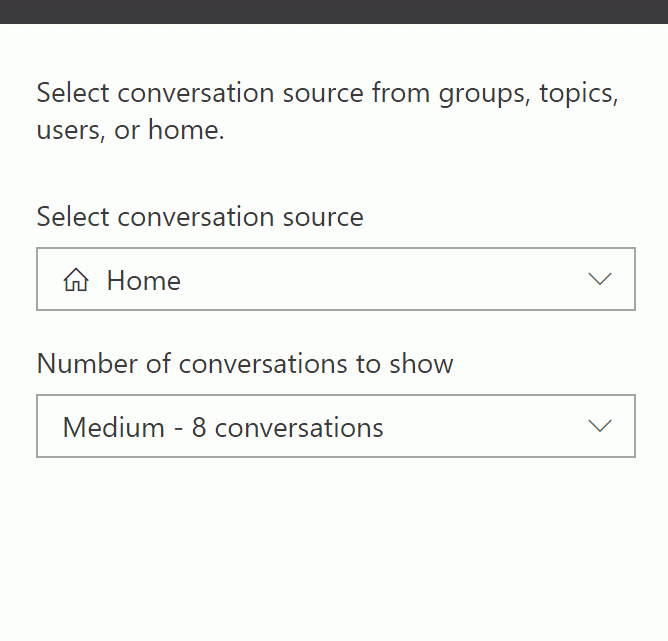 Select conversation source from groups, topics,
users, or home.
Select conversation source
Home
Number of conversations to show
Medium - 8 conversations